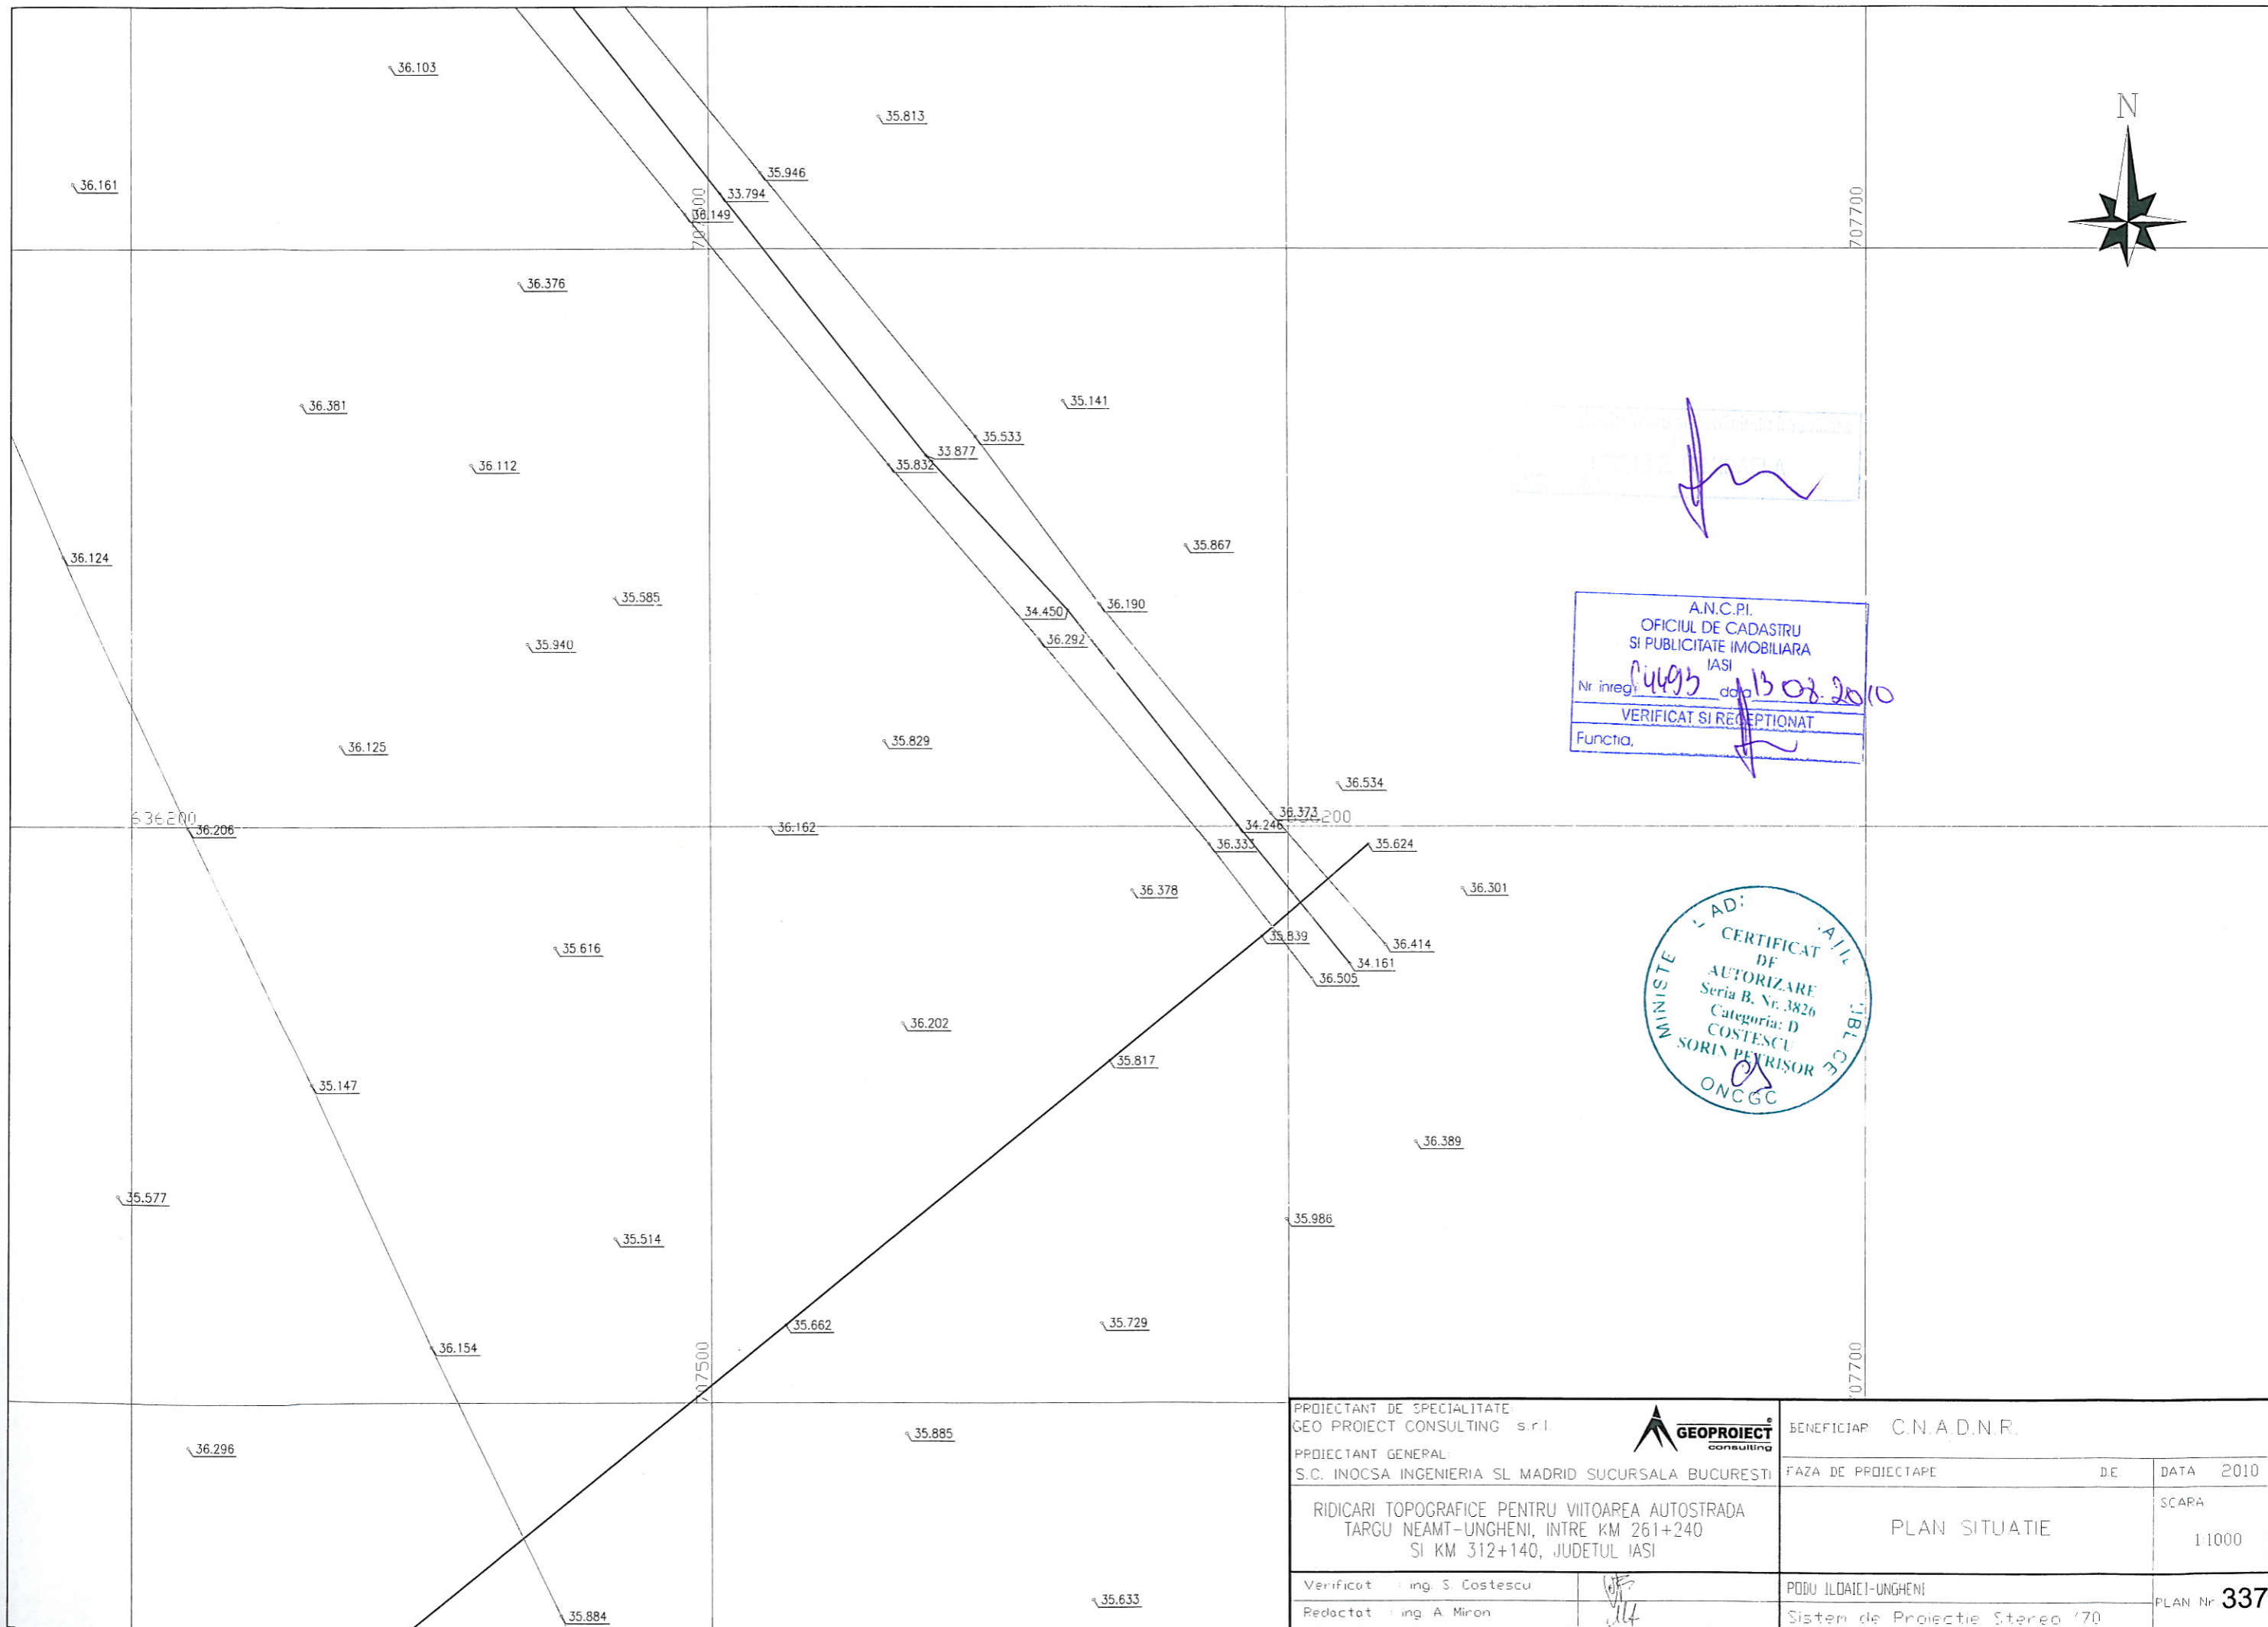 36.103
35.813
N
36.161
35.946
33.794
36.149
707700
36.376
36.381
35.141
35.533
33.877
35.832
36.112
36.124
35.867
35.585
36.190
34.450
36.292
35.940
A.N.C.P.I.
OFICIUL DE CADASTRU
SI PUBLICITATE IMOBILIARA
IASI
Nr inreg. data 2010
VERIFICAT SI RECEPTIONAT
Functia,
36.125
35.829
36.534
636200
36.206
36.162
36.373
34.246
36.333
35.624
36.378
36.301
35.616
35.839
36.414
34.161
36.505
CERTIFICAT
DE
AUTORIZARE
Seria B, Nr. 3826
Categoria: D
COSTESCU
SORIN PETRIȘOR
MINISTE
ONCGC
36.202
35.817
35.147
36.389
35.577
35.986
35.514
35.662
35.729
36.154
707500
707700
35.885
36.296
35.633
35.884
PROIECTANT DE SPECIALITATE:
GEO PROIECT CONSULTING s.r.l.
GEOPROIECT
consulting
PROIECTANT GENERAL:
S.C. INOCSA INGENIERIA SL MADRID SUCURSALA BUCURESTI
RIDICARI TOPOGRAFICE PENTRU VIITOAREA AUTOSTRADA
TARGU NEAMT-UNGHENI, INTRE KM 261+240
SI KM 312+140, JUDETUL IASI
Verificat : ing. S. Costescu
Redactat : ing. A. Miron
BENEFICIAR C.N.A.D.N.R.
FAZA DE PROIECTARE D.E.
DATA 2010
PLAN SITUATIE
SCARA
1:1000
PODU ILOAIEI-UNGHENI
Sistem de Proiectie Stereo '70
PLAN Nr. 337